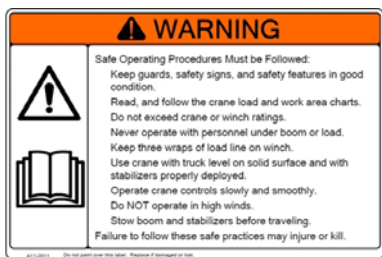 WARNING
Safe Operating Procedures Must be Followed:
Keep guards, safety signs, and safety features in good
condition.
Read, and follow the crane load and work area charts.
Do not exceed crane or winch ratings.
Never operate with personnel under boom or load.
Keep three wraps of load line on winch.
Use crane with truck level on solid surface and with
stabilizers properly deployed.
Operate crane controls slowly and smoothly.
Do NOT operate in high winds.
Stow boom and stabilizers before traveling.
Failure to follow these safe practices may injure or kill.
Do not paint over this label. Replace if damaged or lost.